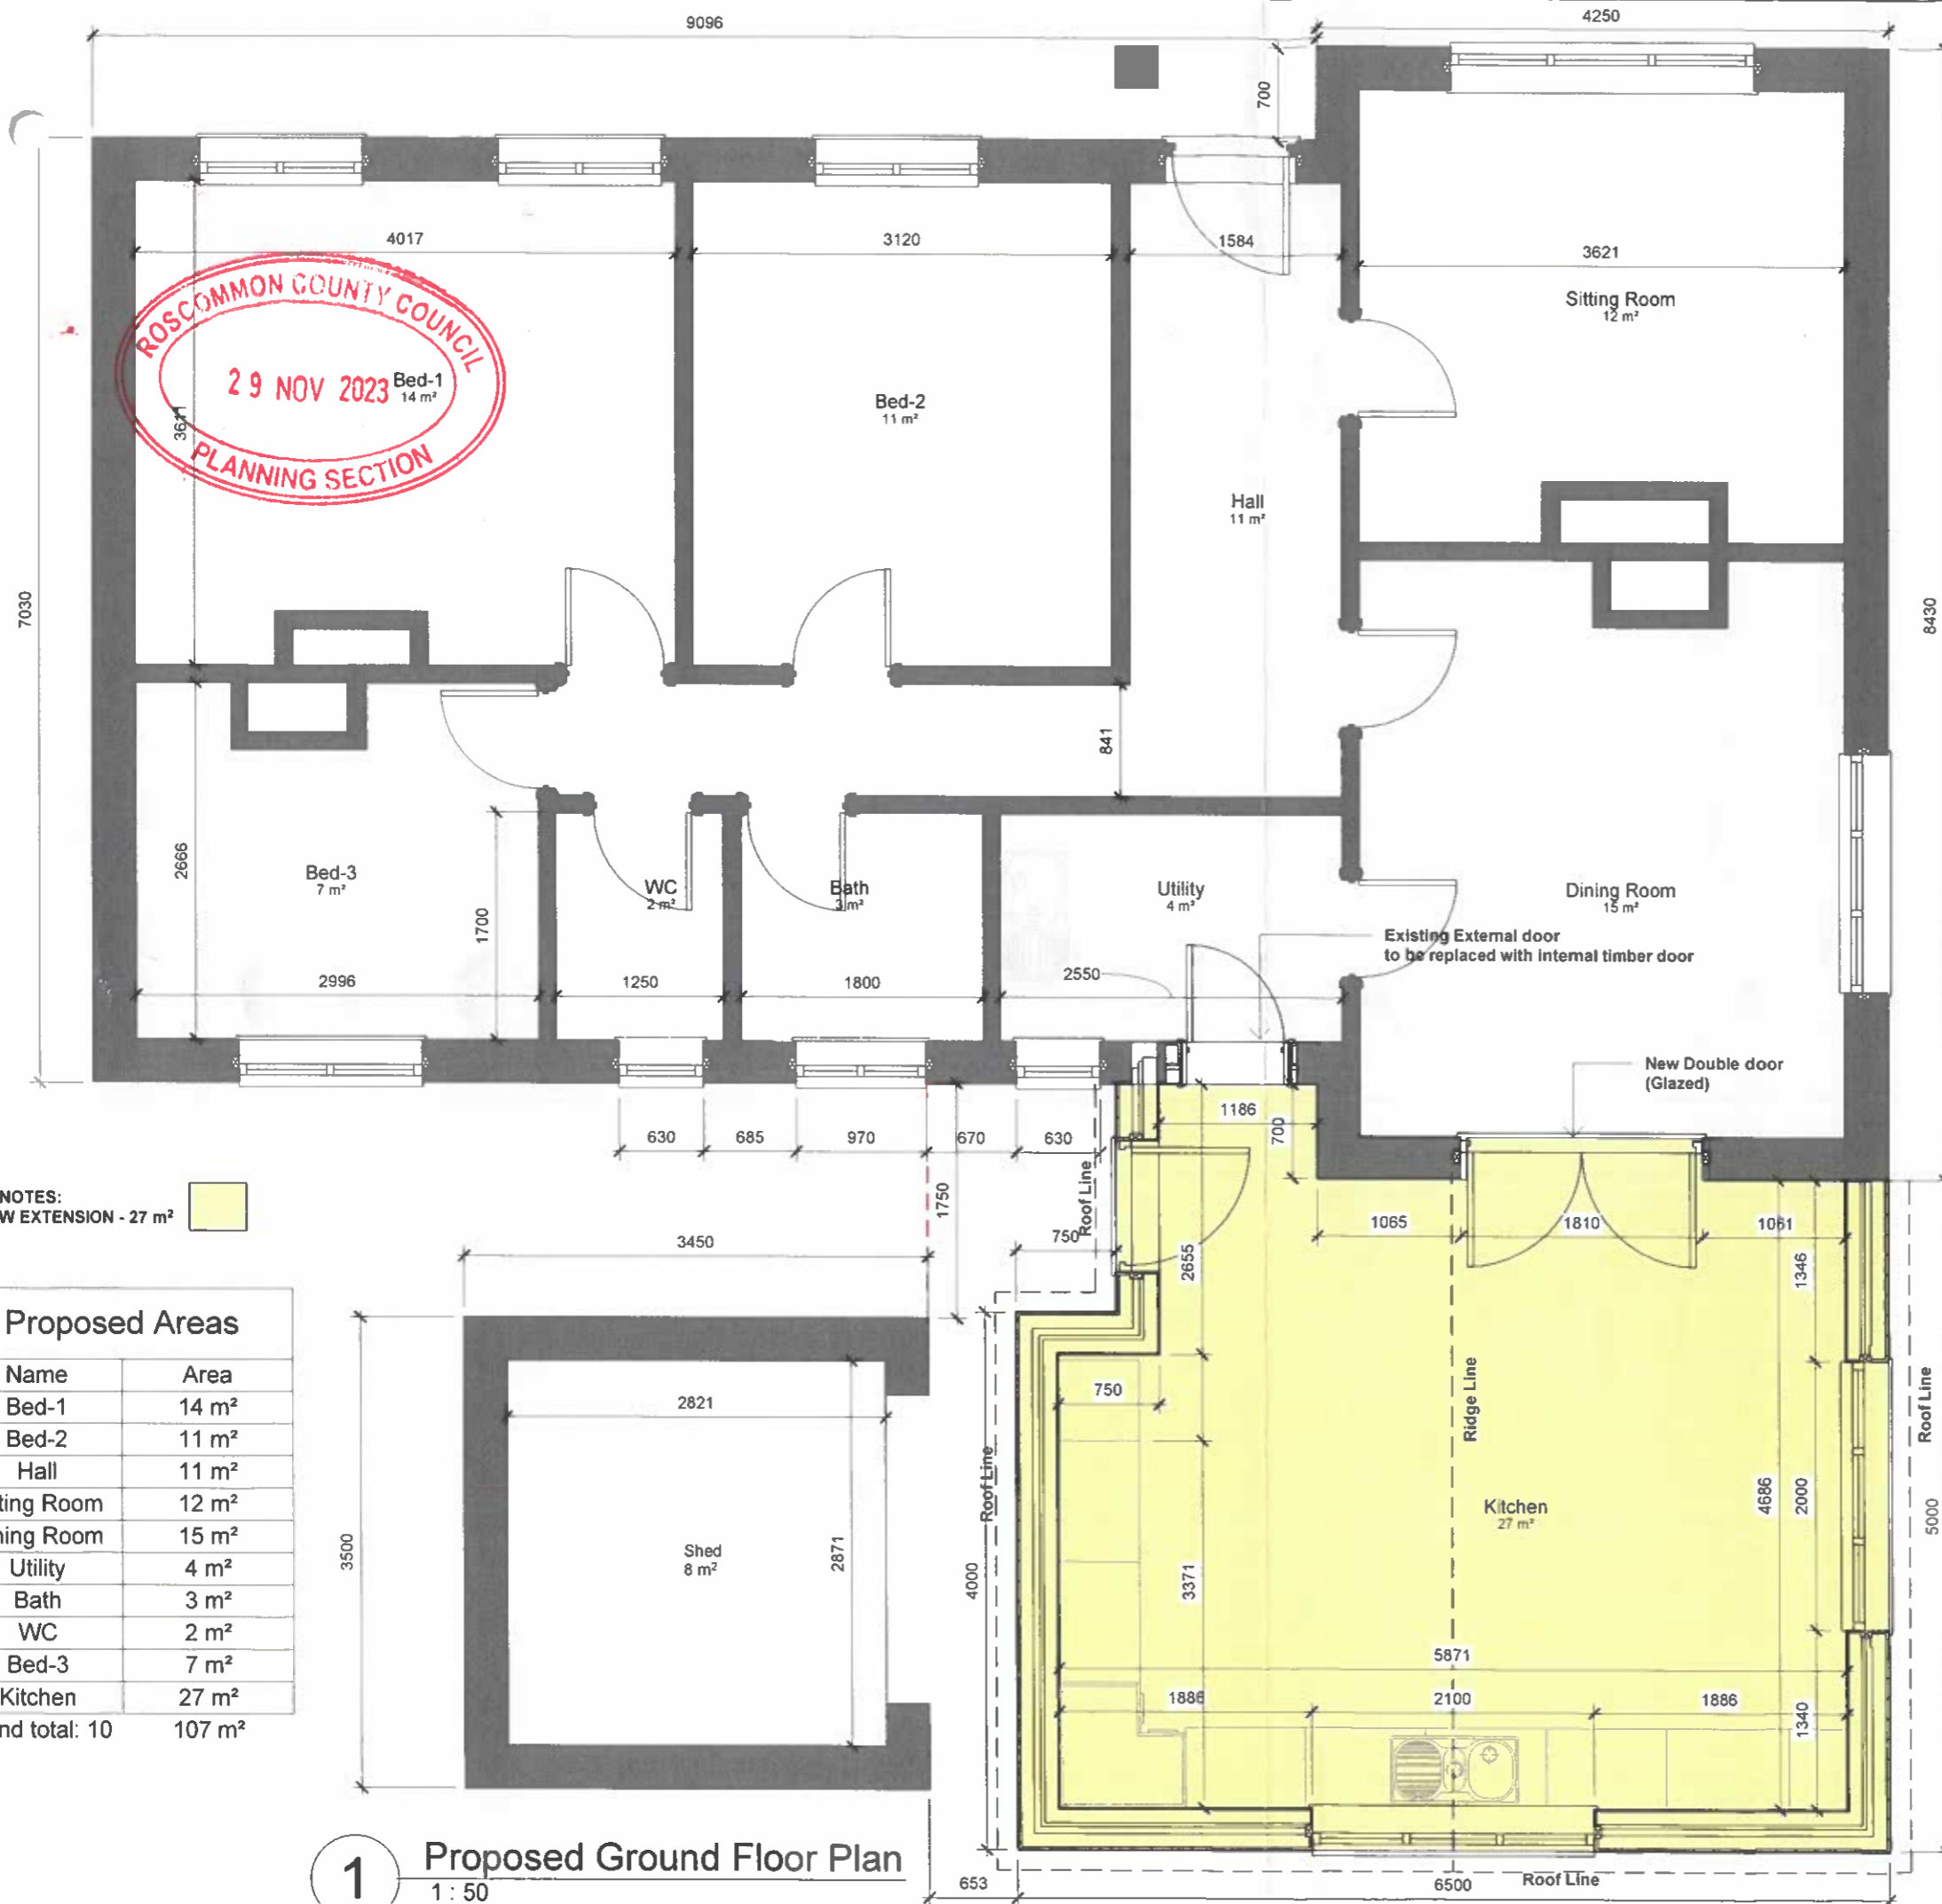 9096
4250
700
7030
8430
4017
3120
1584
3621
Sitting Room
12 m²
ROSCOMMON COUNTY COUNCIL
29 NOV 2023
PLANNING SECTION
Bed-1
14 m²
Bed-2
11 m²
Hall
11 m²
841
2666
Bed-3
7 m²
1700
WC
2 m²
Bath
3 m²
Utility
4 m²
Dining Room
15 m²
Existing External door
to be replaced with internal timber door
2996
1250
1800
2550
New Double door
(Glazed)
630
685
970
670
630
1186
700
1750
750
Roof Line
2655
1065
1810
1061
1346
NOTES:
W EXTENSION - 27 m²
3450
Proposed Areas
Name Area
Bed-1 14 m²
Bed-2 11 m²
Hall 11 m²
ting Room 12 m²
ning Room 15 m²
Utility 4 m²
Bath 3 m²
WC 2 m²
Bed-3 7 m²
Kitchen 27 m²
nd total: 10 107 m²
3500
2821
Shed
8 m²
2871
Roof Line
4000
750
Ridge Line
Roof Line
3371
Kitchen
27 m²
4686
2000
5000
5871
1886
2100
1886
1340
1
Proposed Ground Floor Plan
1 : 50
653
6500
Roof Line